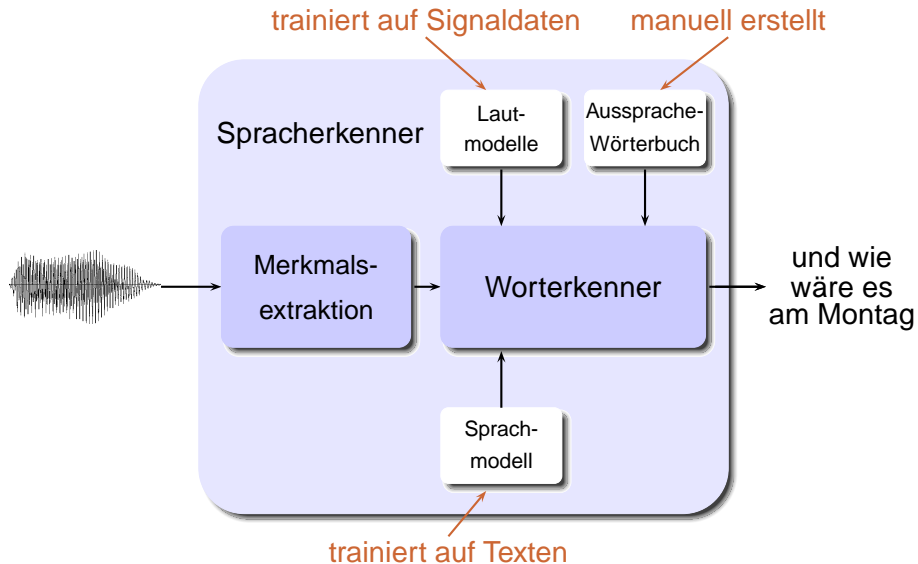 trainiert auf Signaldaten
manuell erstellt
Spracherkenner
Laut-
modelle
Aussprache-
Wörterbuch
Merkmals-
extraktion
Worterkenner
und wie
wäre es
am Montag
Sprach-
modell
trainiert auf Texten